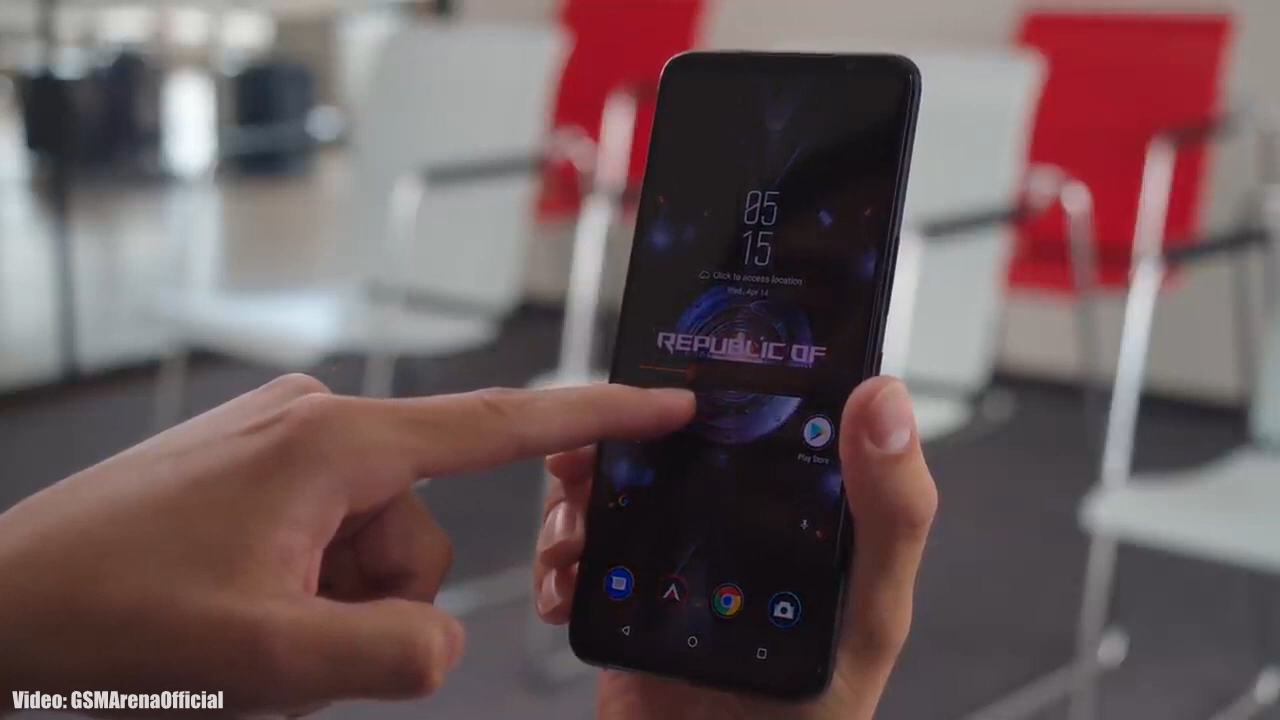 05
15
Click to access location
Wed, Apr 14
REPUBLIC OF
Play Store
Video: GSMArenaOfficial